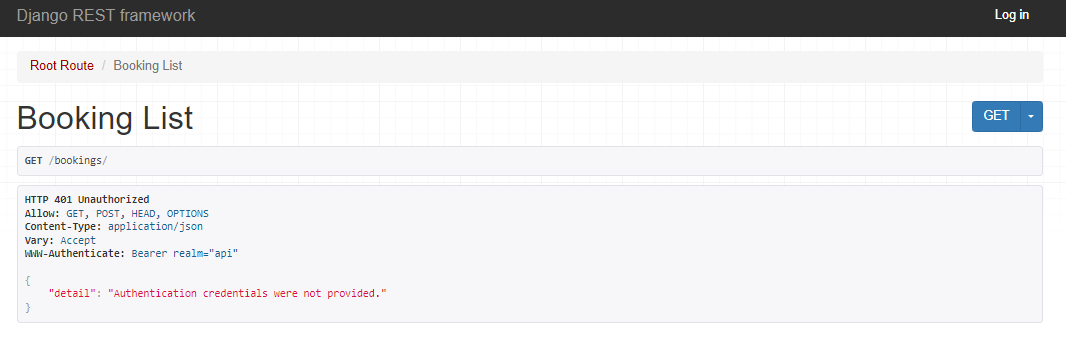 Django REST framework
Log in
Root Route / Booking List
Booking List
GET
GET /bookings/
HTTP 401 Unauthorized
Allow: GET, POST, HEAD, OPTIONS
Content-Type: application/json
Vary: Accept
WWW-Authenticate: Bearer realm="api"
{
    "detail": "Authentication credentials were not provided."
}